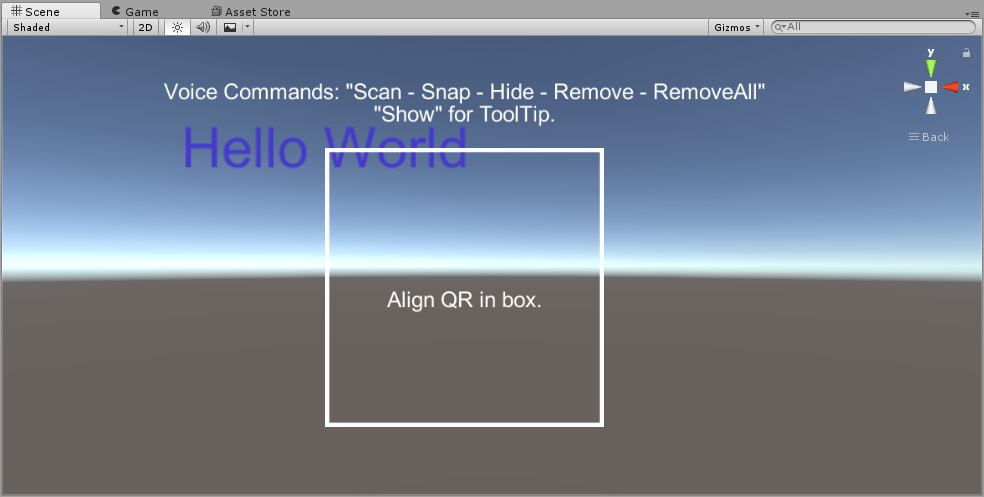 Scene Game Asset Store
Shaded 2D Gizmos All
y
x
Back
Voice Commands: "Scan - Snap - Hide - Remove - RemoveAll"
"Show" for ToolTip.
Hello World
Align QR in box.